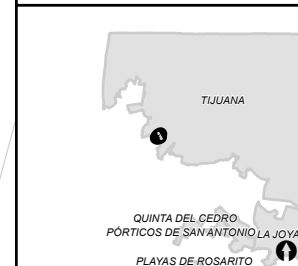 TIJUANA
QUINTA DEL CEDRO
PÓRTICOS DE SAN ANTONIO
LA JOYA
PLAYAS DE ROSARITO